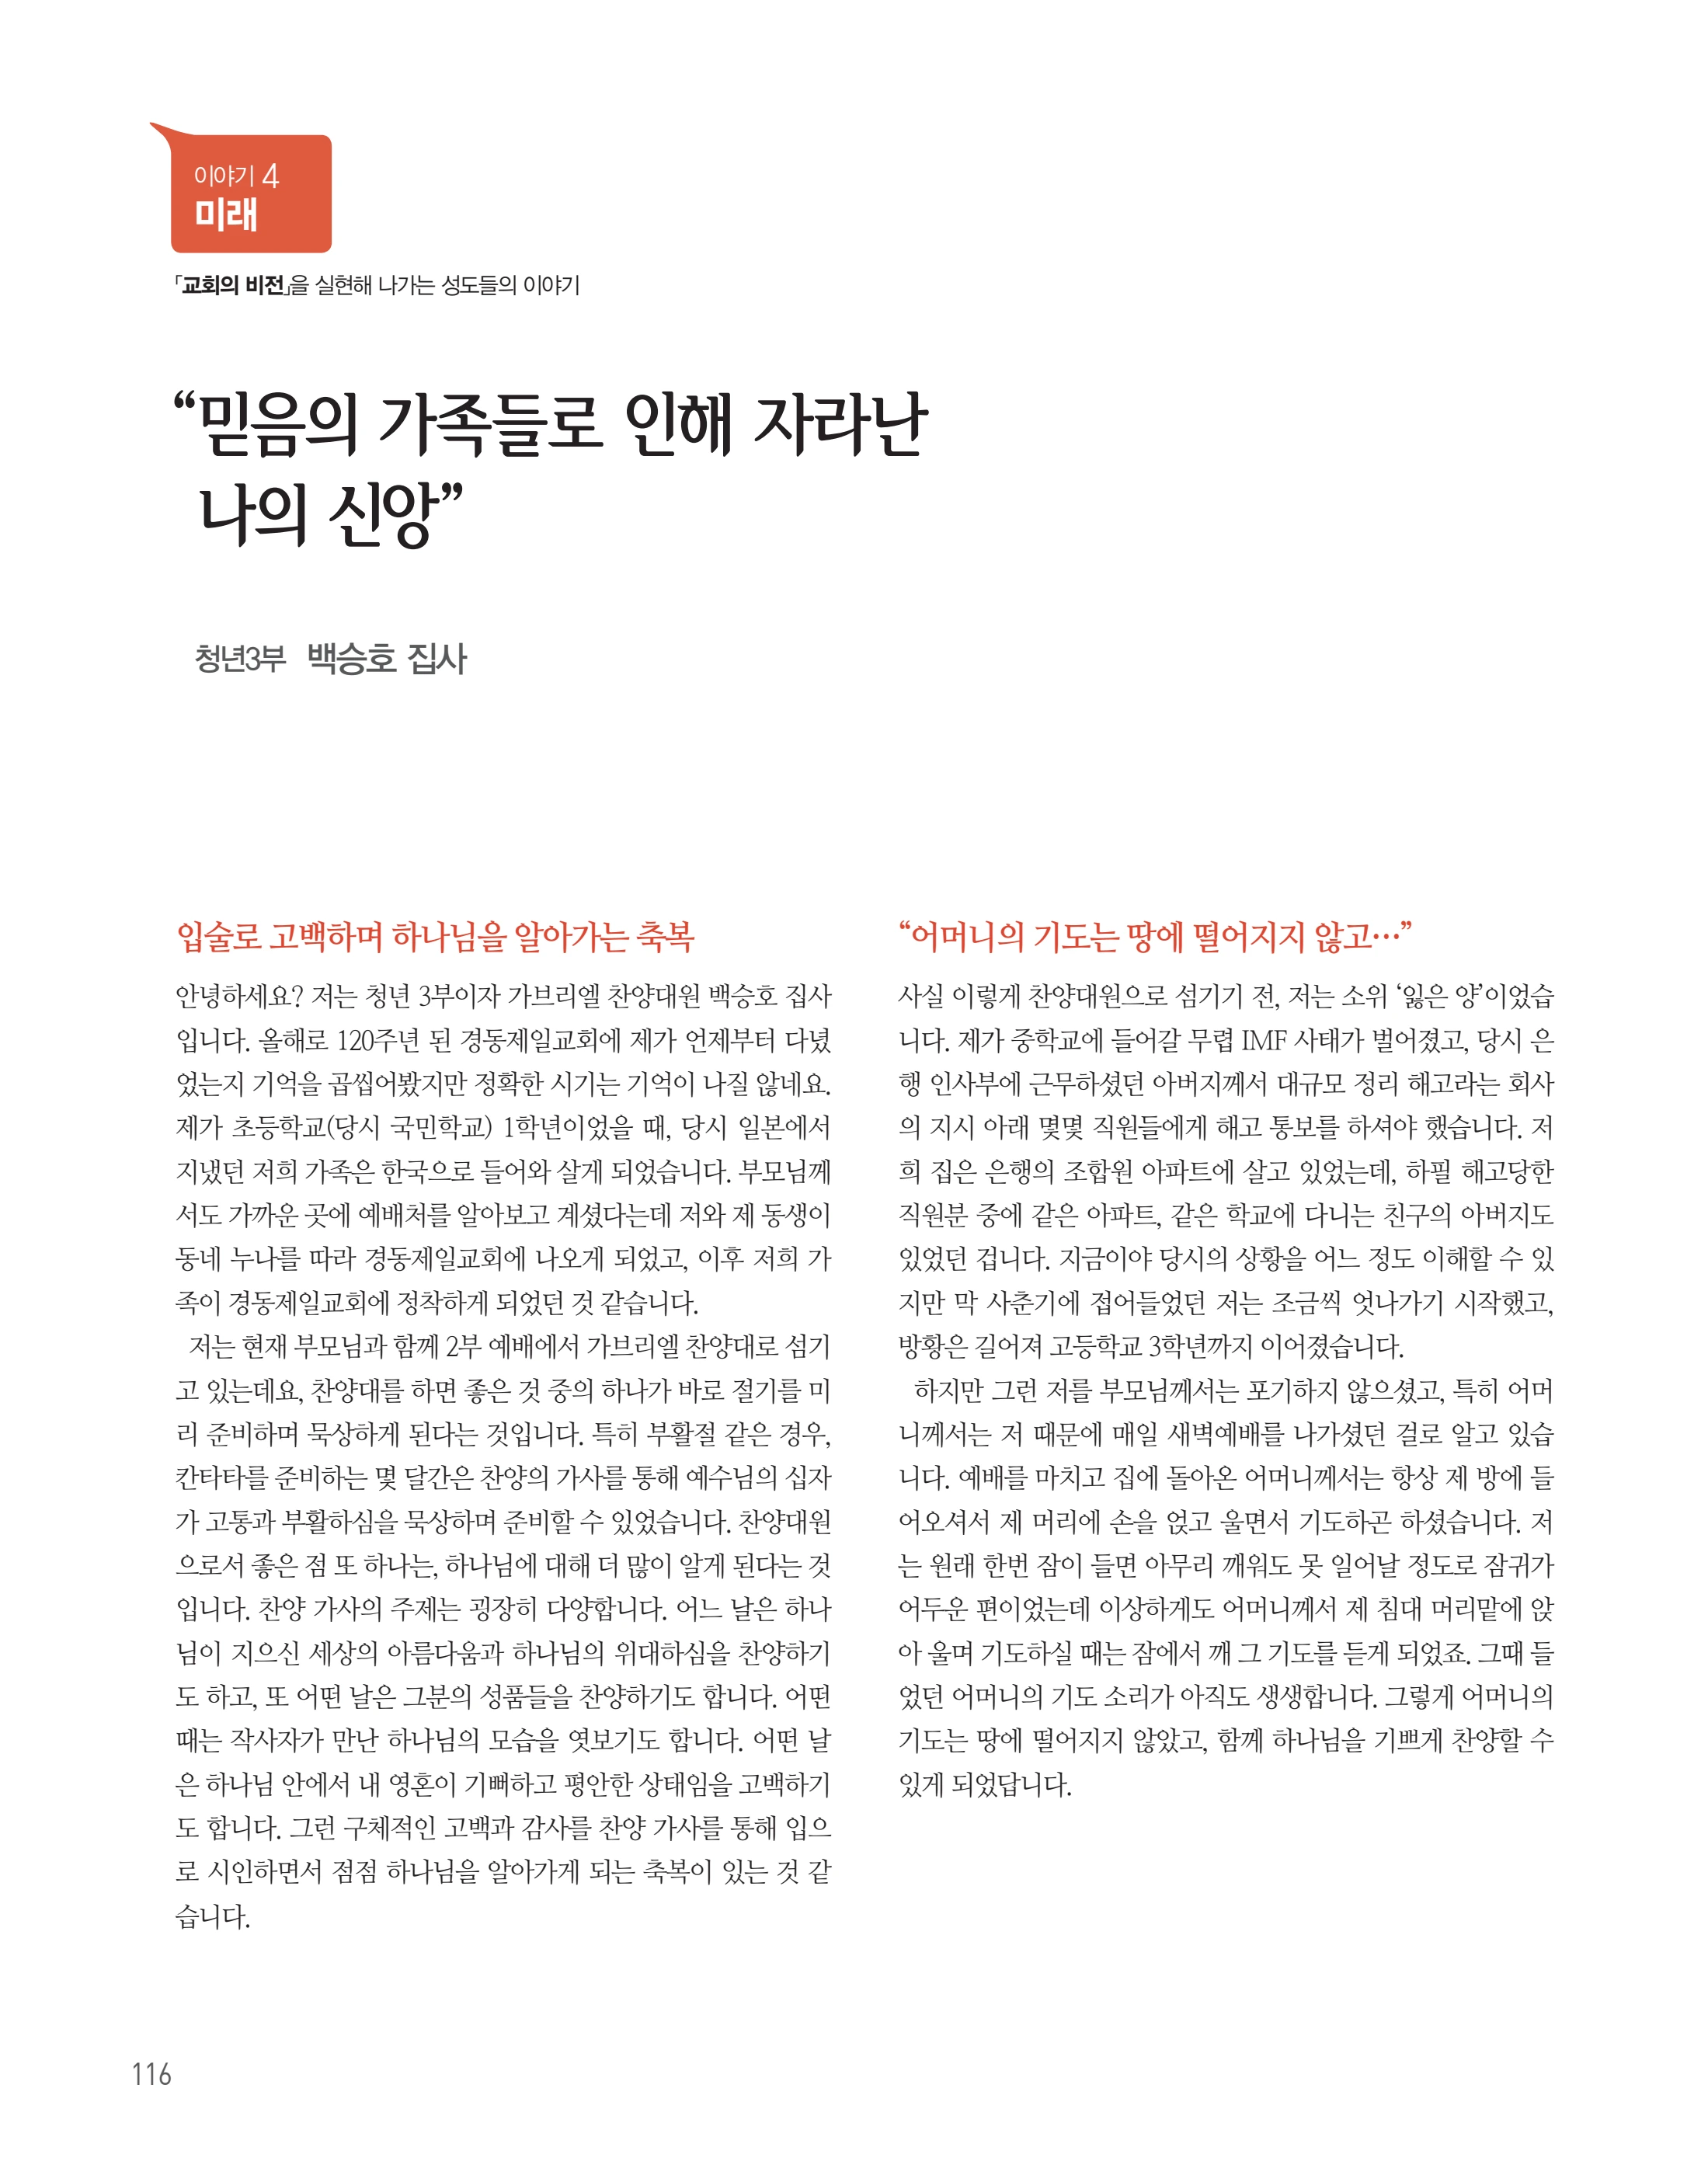 이야기 4
미래
「교회의 비전」을 실현해 나가는 성도들의 이야기
“믿음의 가족들로 인해 자라난
나의 신앙”
청년3부 백승호 집사
입술로 고백하며 하나님을 알아가는 축복
안녕하세요? 저는 청년 3부이자 가브리엘 찬양대원 백승호 집사
입니다. 올해로 120주년 된 경동제일교회에 제가 언제부터 다녔
었는지 기억을 곱씹어봤지만 정확한 시기는 기억이 나질 않네요.
제가 초등학교(당시 국민학교) 1학년이었을 때, 당시 일본에서
지냈던 저희 가족은 한국으로 들어와 살게 되었습니다. 부모님께
서도 가까운 곳에 예배처를 알아보고 계셨다는데 저와 제 동생이
동네 누나를 따라 경동제일교회에 나오게 되었고, 이후 저희 가
족이 경동제일교회에 정착하게 되었던 것 같습니다.
저는 현재 부모님과 함께 2부 예배에서 가브리엘 찬양대로 섬기
고 있는데요, 찬양대를 하면 좋은 것 중의 하나가 바로 절기를 미
리 준비하며 묵상하게 된다는 것입니다. 특히 부활절 같은 경우,
칸타타를 준비하는 몇 달간은 찬양의 가사를 통해 예수님의 십자
가 고통과 부활하심을 묵상하며 준비할 수 있었습니다. 찬양대원
으로서 좋은 점 또 하나는, 하나님에 대해 더 많이 알게 된다는 것
입니다. 찬양 가사의 주제는 굉장히 다양합니다. 어느 날은 하나
님이 지으신 세상의 아름다움과 하나님의 위대하심을 찬양하기
도 하고, 또 어떤 날은 그분의 성품들을 찬양하기도 합니다. 어떤
때는 작사자가 만난 하나님의 모습을 엿보기도 합니다. 어떤 날
은 하나님 안에서 내 영혼이 기뻐하고 평안한 상태임을 고백하기
도 합니다. 그런 구체적인 고백과 감사를 찬양 가사를 통해 입으
로 시인하면서 점점 하나님을 알아가게 되는 축복이 있는 것 같
습니다.
“어머니의 기도는 땅에 떨어지지 않고…”
사실 이렇게 찬양대원으로 섬기기 전, 저는 소위 ‘잃은 양’이었습
니다. 제가 중학교에 들어갈 무렵 IMF 사태가 벌어졌고, 당시 은
행 인사부에 근무하셨던 아버지께서 대규모 정리 해고라는 회사
의 지시 아래 몇몇 직원들에게 해고 통보를 하셔야 했습니다. 저
희 집은 은행의 조합원 아파트에 살고 있었는데, 하필 해고당한
직원분 중에 같은 아파트, 같은 학교에 다니는 친구의 아버지도
있었던 겁니다. 지금이야 당시의 상황을 어느 정도 이해할 수 있
지만 막 사춘기에 접어들었던 저는 조금씩 엇나가기 시작했고,
방황은 길어져 고등학교 3학년까지 이어졌습니다.
하지만 그런 저를 부모님께서는 포기하지 않으셨고, 특히 어머
니께서는 저 때문에 매일 새벽예배를 나가셨던 걸로 알고 있습
니다. 예배를 마치고 집에 돌아온 어머니께서는 항상 제 방에 들
어오셔서 제 머리에 손을 얹고 울면서 기도하곤 하셨습니다. 저
는 원래 한번 잠이 들면 아무리 깨워도 못 일어날 정도로 잠귀가
어두운 편이었는데 이상하게도 어머니께서 제 침대 머리맡에 앉
아 울며 기도하실 때는 잠에서 깨 그 기도를 듣게 되었죠. 그때 들
었던 어머니의 기도 소리가 아직도 생생합니다. 그렇게 어머니의
기도는 땅에 떨어지지 않았고, 함께 하나님을 기쁘게 찬양할 수
있게 되었답니다.
116